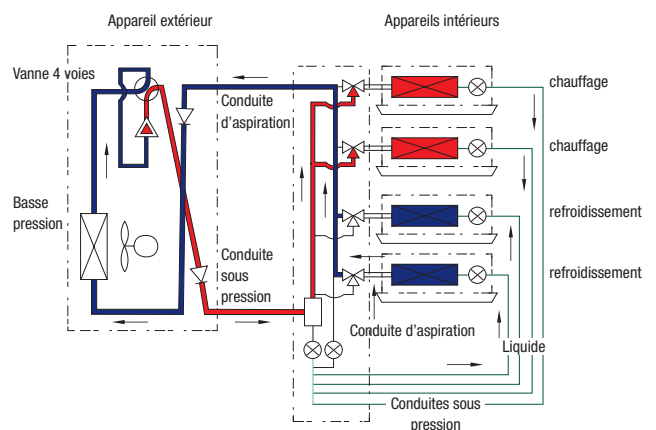 Appareil extérieur
Appareils intérieurs
Vanne 4 voies
Conduite
d'aspiration
chauffage
chauffage
Basse
pression
refroidissement
Conduite
sous
pression
refroidissement
Conduite d'aspiration
Liquide
Conduites sous
pression